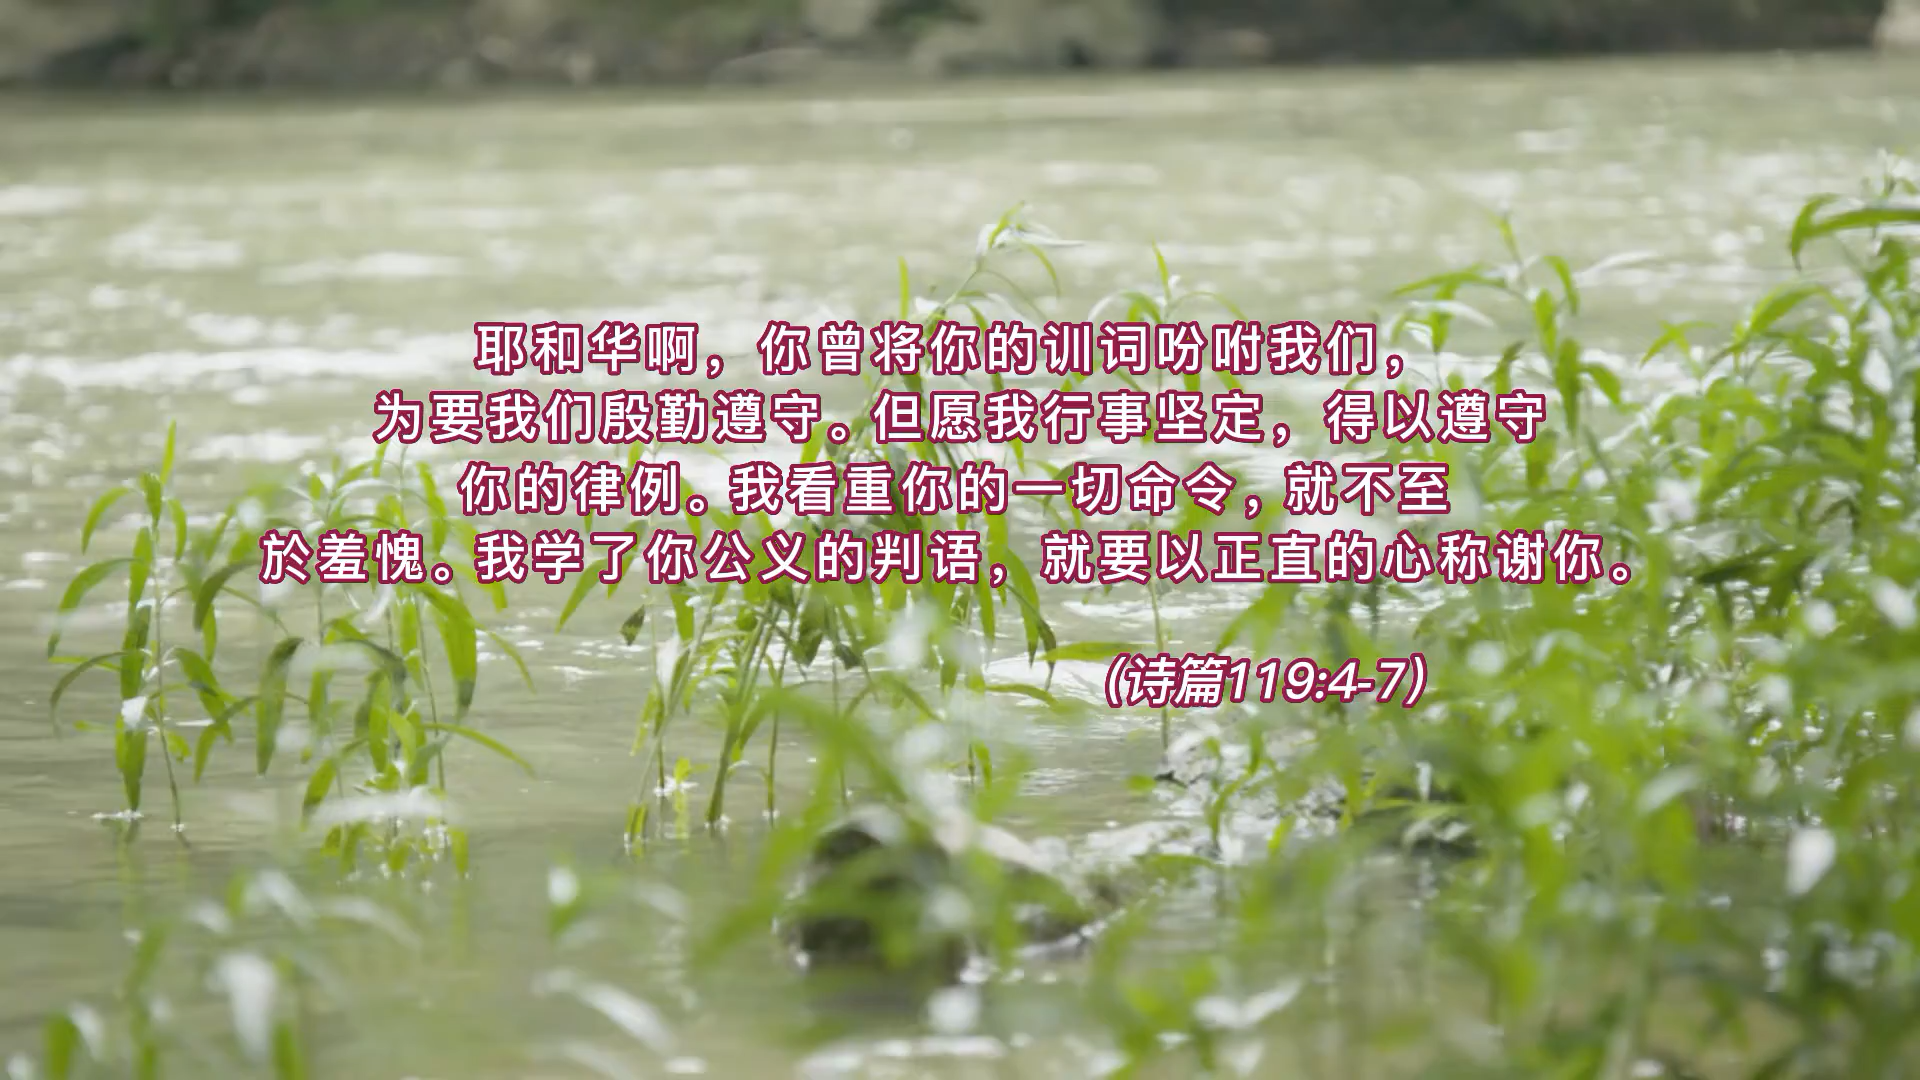 耶和华啊，你曾将你的训词吩咐我们，
为要我们殷勤遵守。但愿我行事坚定，得以遵守
你的律例。我看重你的一切命令，就不至
於羞愧。我学了你公义的判语，就要以正直的心称谢你。
（诗篇119:4-7）